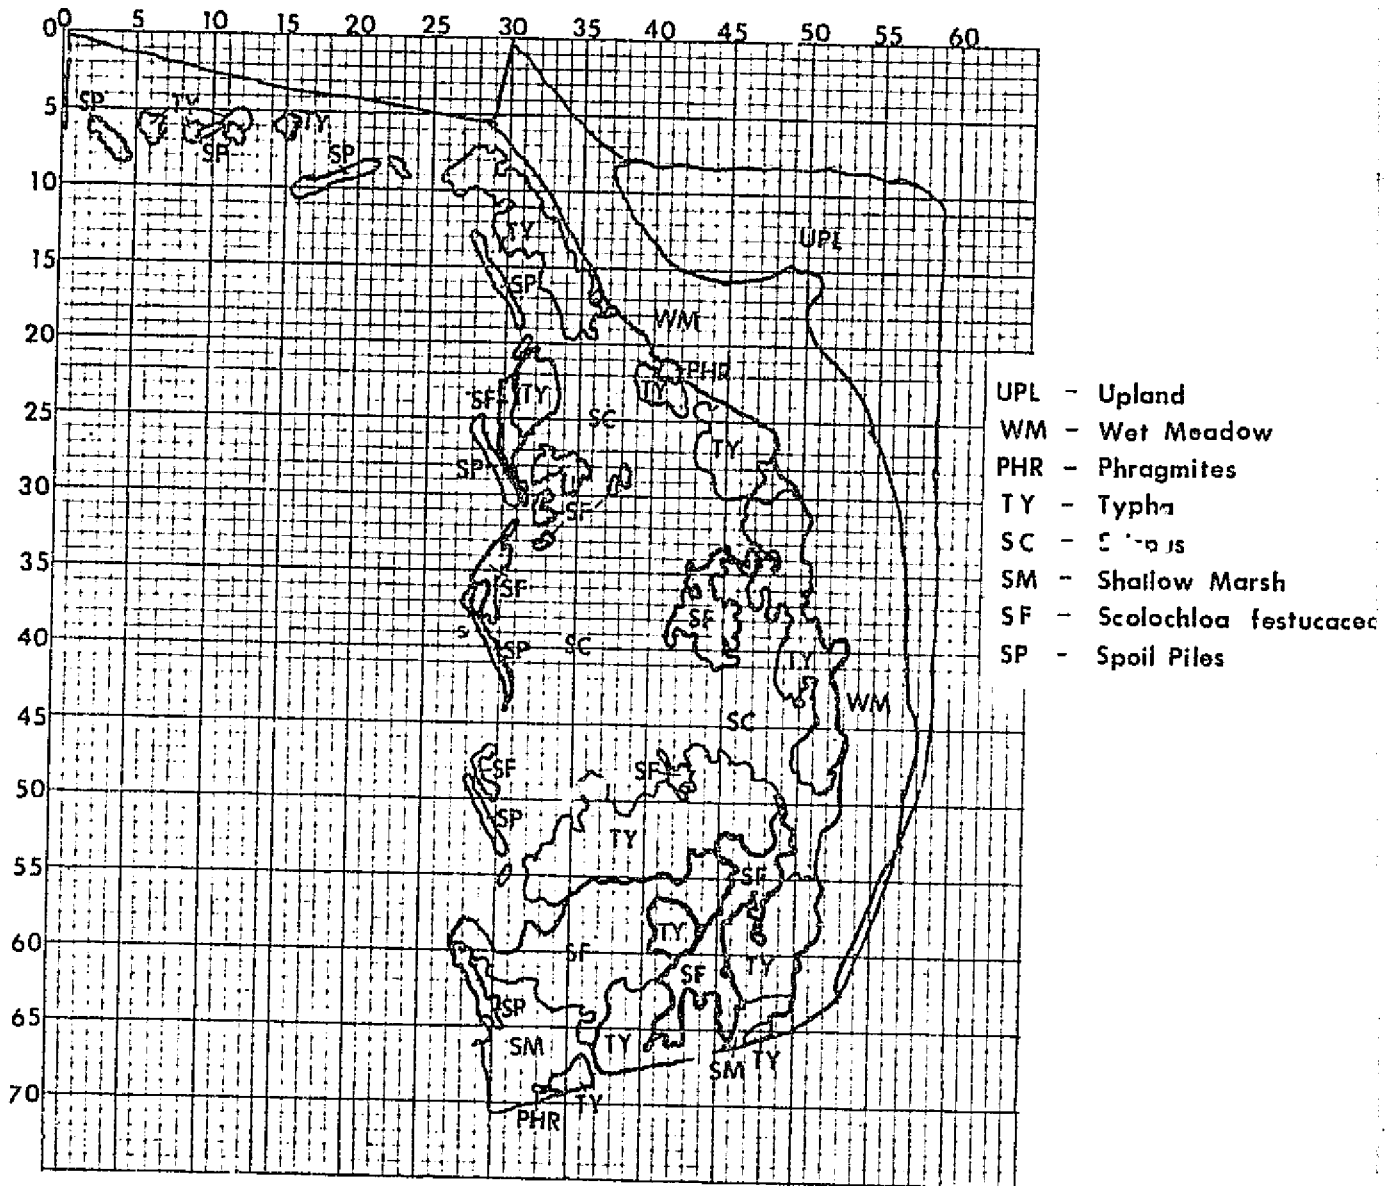 0 5 10 15 20 25 30 35 40 45 50 55 60
0
5
10
15
20
25
30
35
40
45
50
55
60
65
70
SP
TY
SP
TY
SP
TY
SP
UPL
WM
PHR
TY
SF
TY
SC
TY
SP
SF
SF
S
SP
SC
SF
TY
WM
SC
SF
SF
SP
TY
SF
TY
SF
SF
TY
SP
SM
TY
SM
TY
TY
PHR
UPL - Upland
WM - Wet Meadow
PHR - Phragmites
TY - Typha
SC -
SM - Shallow Marsh
SF - Scolochloa festucacea
SP - Spoil Piles